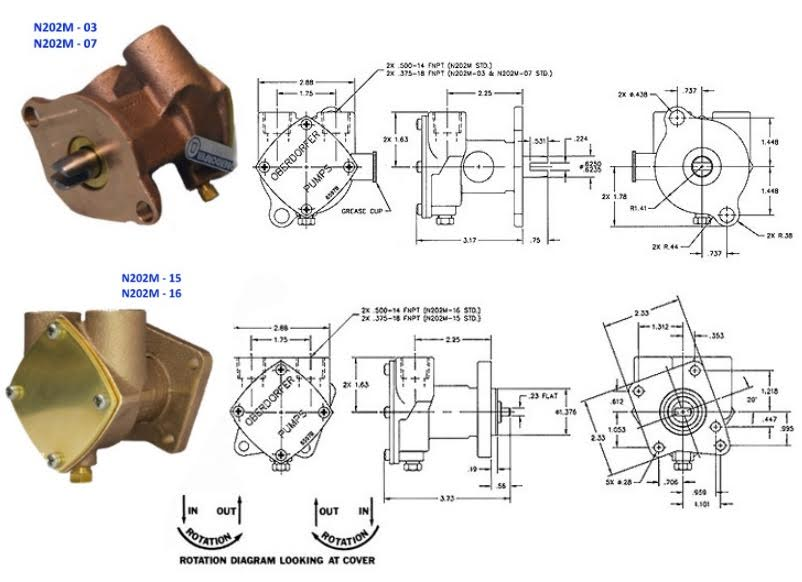 N202M - 03
N202M - 07
2X .500-14 FNPT (N202M STD.)
2X .375-18 FNPT (N202M-03 & N202M-07 STD.)
2.88
1.75
OBERDORFER
PUMPS
GREASE CUP
2.25
2X 1.63
.531
.224
.6250
.6235
3.17
.75
2X ø.438
.737
1.448
1.448
2X 1.78
R1.41
2X R.44
.737
2X R.38
N202M - 15
N202M - 16
2X .500-14 FNPT (N202M-16 STD.)
2X .375-18 FNPT (N202M-15 STD.)
2.88
1.75
OBERDORFER
PUMPS
2.25
2X 1.63
.23 FLAT
ø1.376
.19
.56
3.73
2.33
1.312
.353
.612
1.218
20°
.447
.995
1.053
2.33
5X ø.28
.706
.959
1.101
IN OUT
ROTATION
OUT IN
ROTATION
ROTATION DIAGRAM LOOKING AT COVER